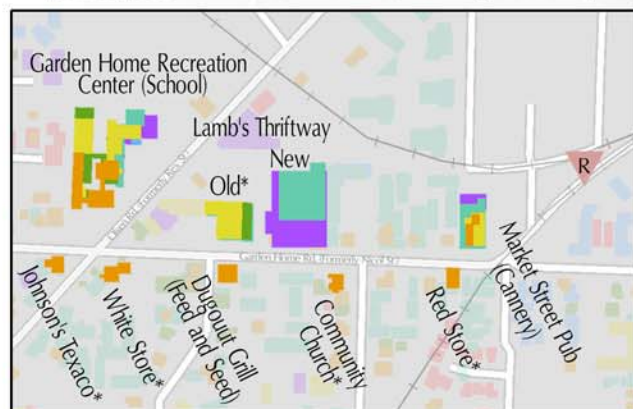 Garden Home Recreation
Center (School)
Lamb's Thriftway
New
Old*
R
Garden Home Rd. (Formerly Nicol St.)
Johnson's Texaco*
White Store*
Dugout Grill
(Feed and Seed)
Community
Church*
Red Store*
Market Street Pub
(Cannery)